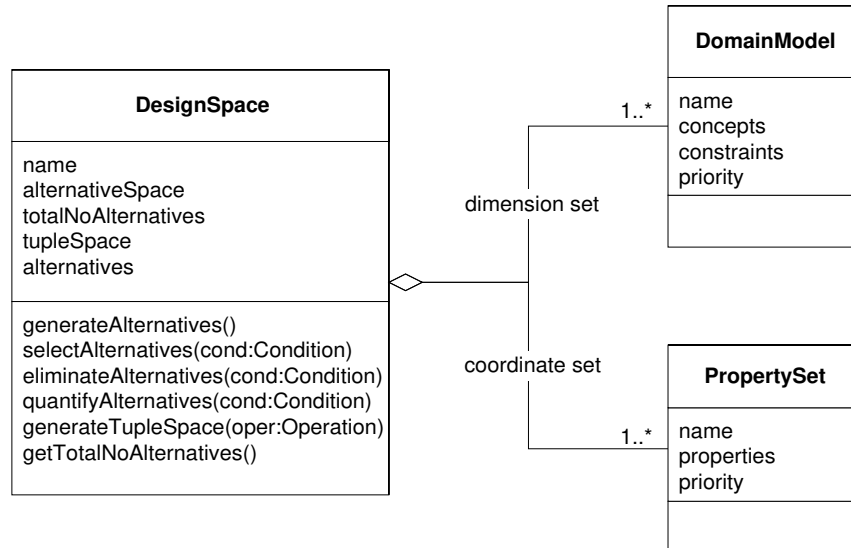 DesignSpace
name
alternativeSpace
totalNoAlternatives
tupleSpace
alternatives
generateAlternatives()
selectAlternatives(cond:Condition)
eliminateAlternatives(cond:Condition)
quantifyAlternatives(cond:Condition)
generateTupleSpace(oper:Operation)
getTotalNoAlternatives()
dimension set
coordinate set
1..*
DomainModel
name
concepts
constraints
priority
1..*
PropertySet
name
properties
priority